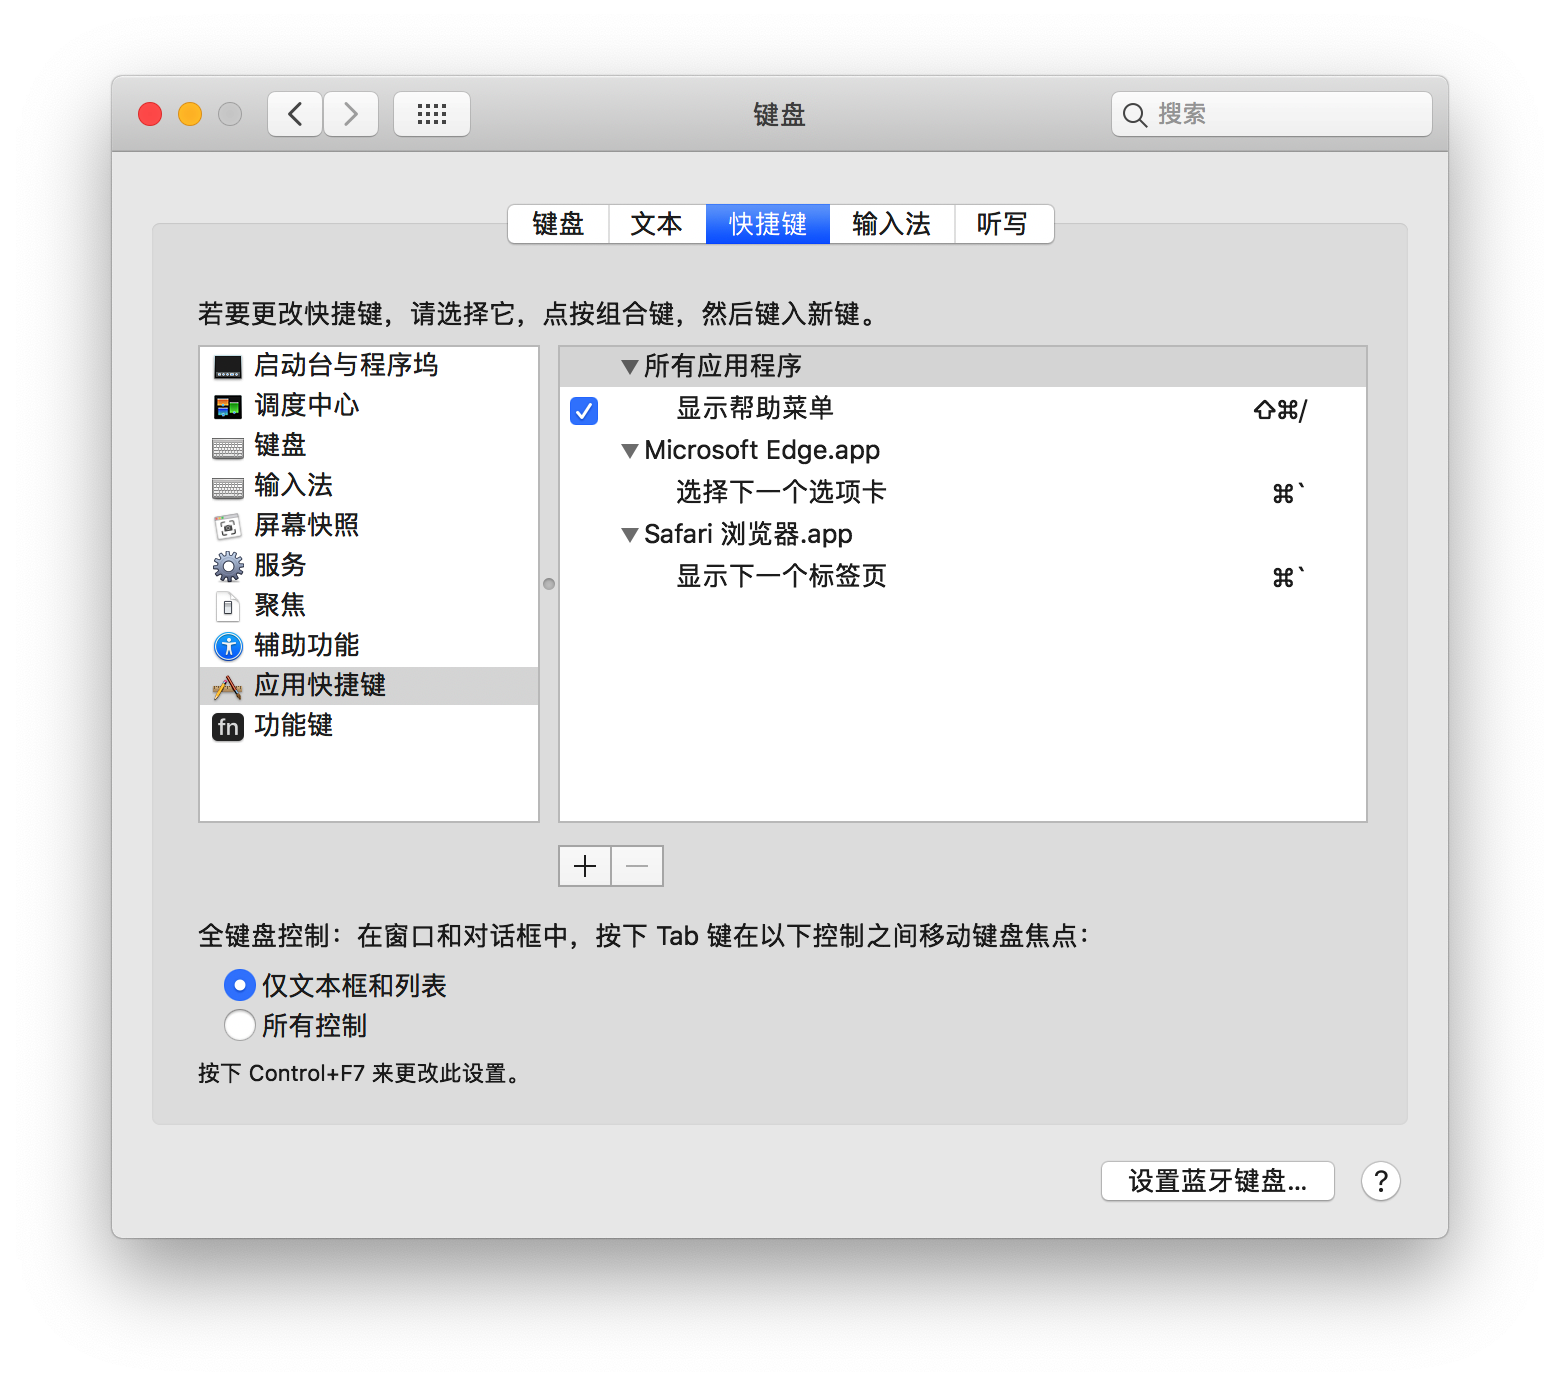 键盘
搜索
键盘 文本 快捷键 输入法 听写
若要更改快捷键，请选择它，点按组合键，然后键入新键。
启动台与程序坞
调度中心
键盘
输入法
屏幕快照
服务
聚焦
辅助功能
应用快捷键
fn 功能键
所有应用程序
显示帮助菜单 ⇧⌘/
Microsoft Edge.app
选择下一个选项卡 ⌘`
Safari 浏览器.app
显示下一个标签页 ⌘`
全键盘控制：在窗口和对话框中，按下 Tab 键在以下控制之间移动键盘焦点：
仅文本框和列表
所有控制
按下 Control+F7 来更改此设置。
设置蓝牙键盘... ?